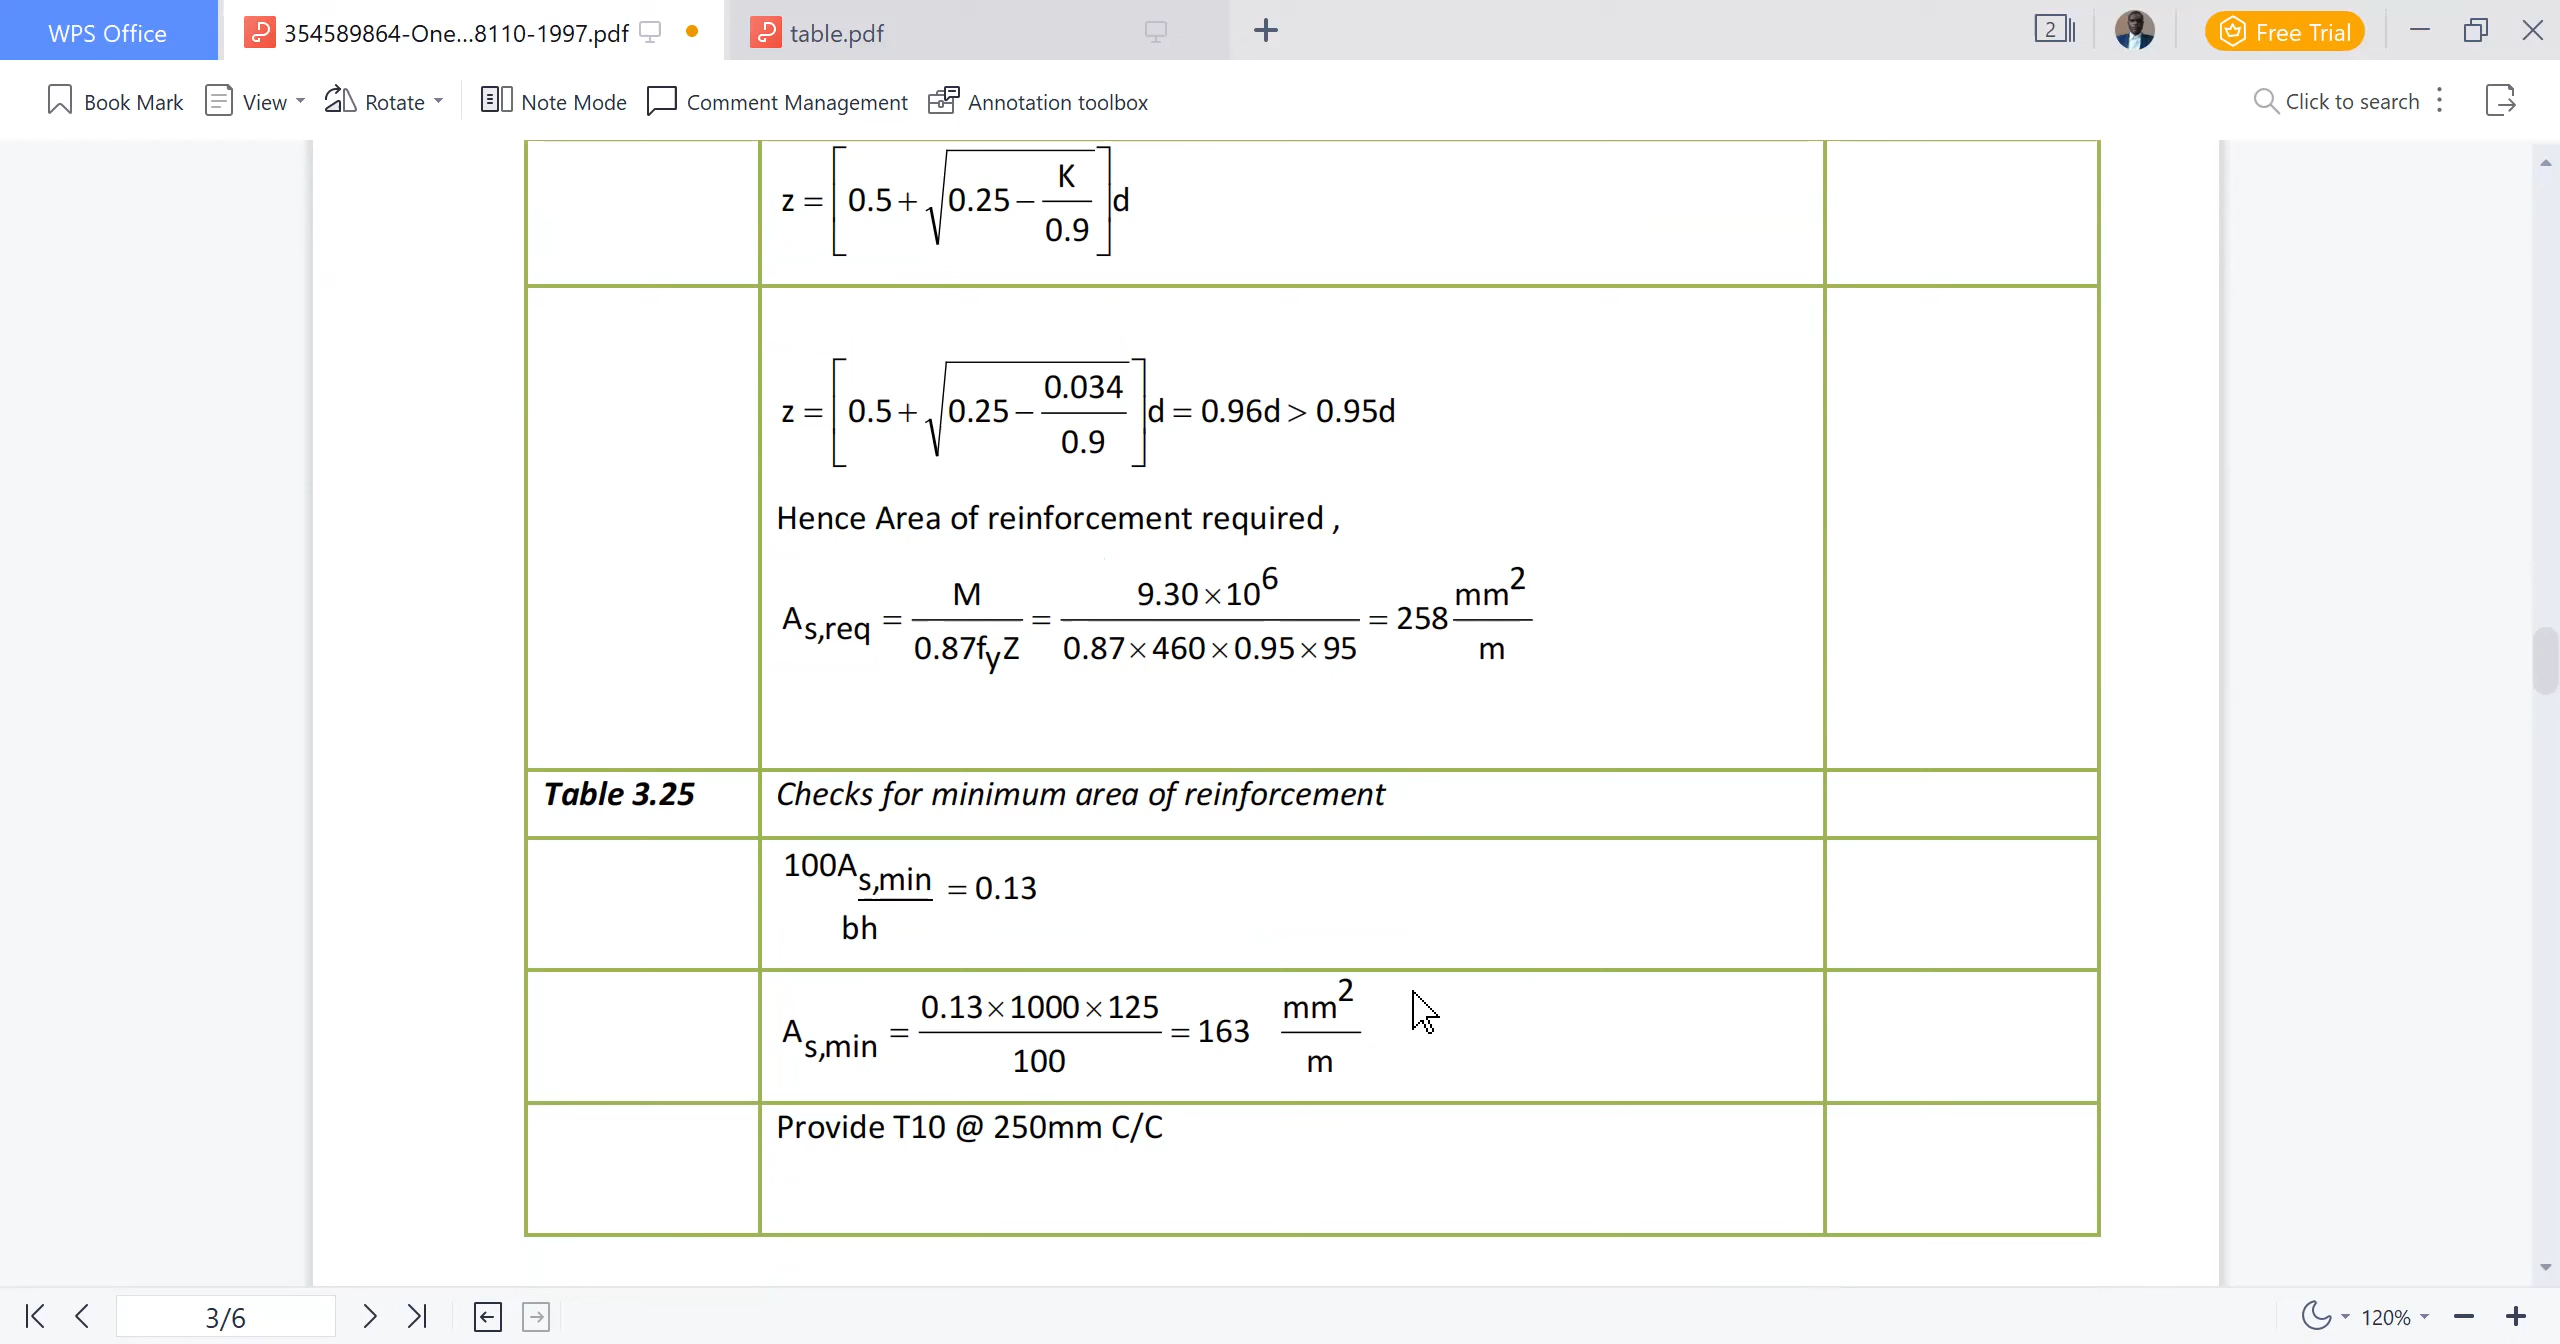 WPS Office
354589864-One...8110-1997.pdf
table.pdf
2
Free Trial
Book Mark
View
Rotate
Note Mode
Comment Management
Annotation toolbox
Click to search
z = [0.5 + √(0.25 − K/0.9)]d
z = [0.5 + √(0.25 − 0.034/0.9)]d = 0.96d > 0.95d
Hence Area of reinforcement required ,
A s,req = M / 0.87f y Z = 9.30×10^6 / 0.87×460×0.95×95 = 258 mm^2 / m
Table 3.25
Checks for minimum area of reinforcement
100A s,min / bh = 0.13
A s,min = 0.13×1000×125 / 100 = 163 mm^2 / m
Provide T10 @ 250mm C/C
3/6
120%